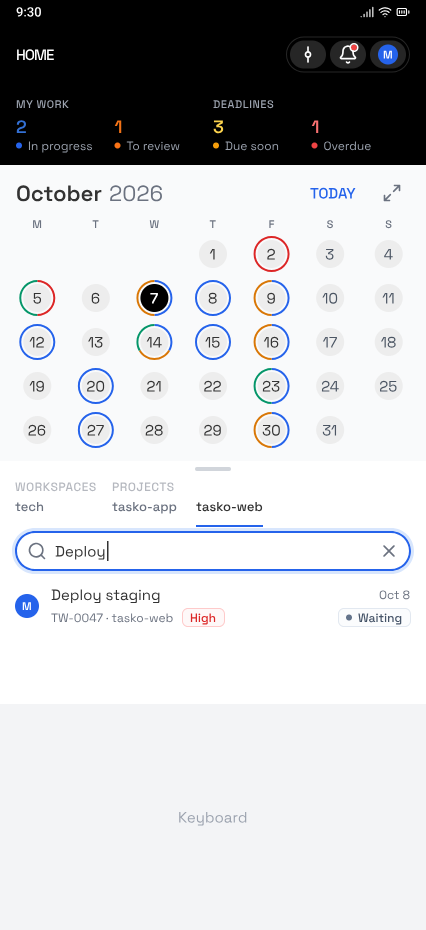 9:30
HOME
M
MY WORK
DEADLINES
2
1
3
1
In progress
To review
Due soon
Overdue
October 2026
TODAY
M T W T F S S
1 2 3 4
5 6 7 8 9 10 11
12 13 14 15 16 17 18
19 20 21 22 23 24 25
26 27 28 29 30 31
WORKSPACES PROJECTS
tech tasko-app tasko-web
Deploy
M
Deploy staging
Oct 8
TW-0047 · tasko-web High
Waiting
Keyboard